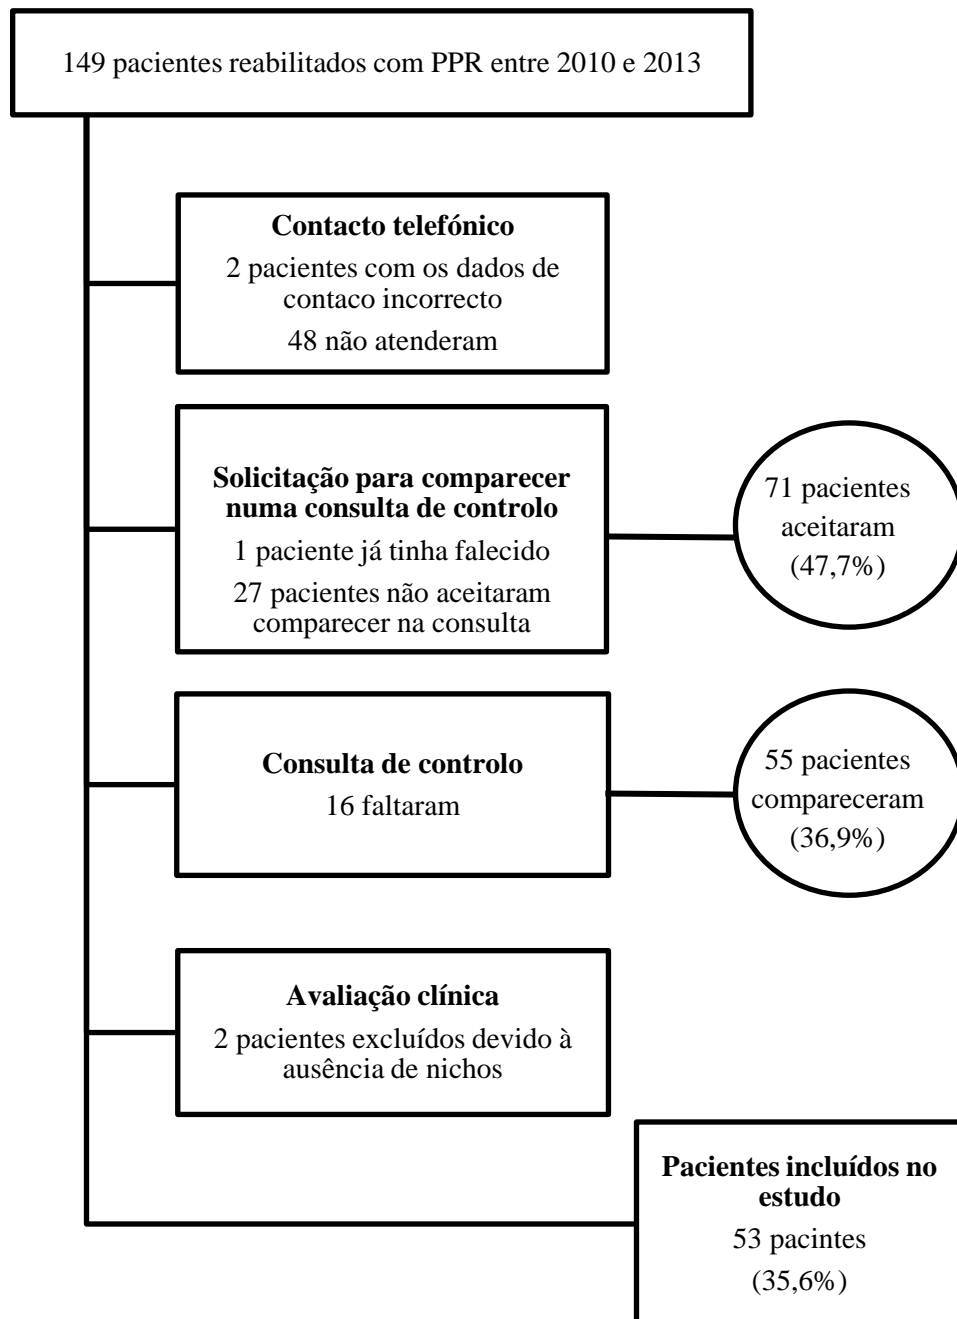 149 pacientes reabilitados com PPR entre 2010 e 2013
Contacto telefónico
2 pacientes com os dados de
contaco incorrecto
48 não atenderam
Solicitação para comparecer
numa consulta de controlo
1 paciente já tinha falecido
27 pacientes não aceitaram
comparecer na consulta
71 pacientes
aceitaram
(47,7%)
Consulta de controlo
16 faltaram
55 pacientes
compareceram
(36,9%)
Avaliação clínica
2 pacientes excluídos devido à
ausência de nichos
Pacientes incluídos no
estudo
53 pacintes
(35,6%)